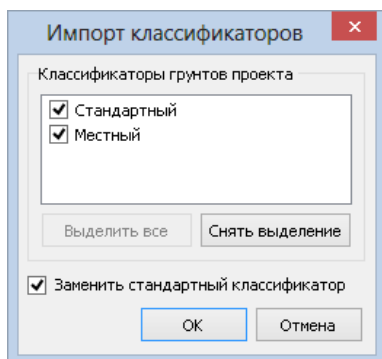 Импорт классификаторов
Классификаторы грунтов проекта
Стандартный
Местный
Выделить все Снять выделение
Заменить стандартный классификатор
OK Отмена